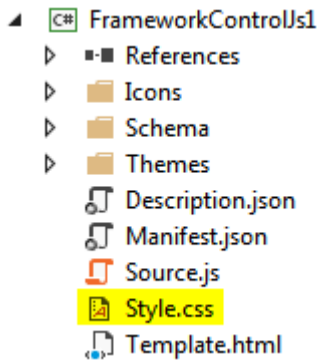 FrameworkControlJs1
References
Icons
Schema
Themes
Description.json
Manifest.json
Source.js
Style.css
Template.html